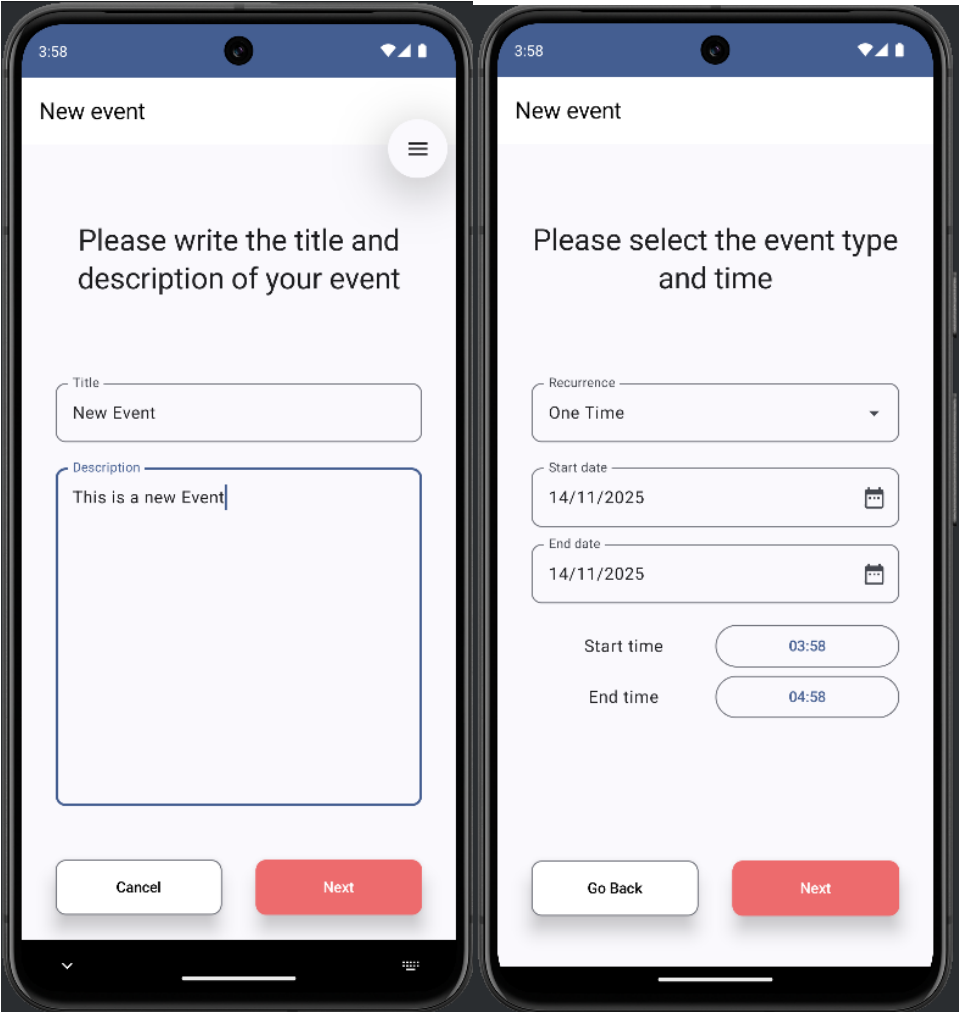 3:58
New event
Please write the title and
description of your event
Title
New Event
Description
This is a new Event
Cancel
Next
3:58
New event
Please select the event type
and time
Recurrence
One Time
Start date
14/11/2025
End date
14/11/2025
Start time
03:58
End time
04:58
Go Back
Next